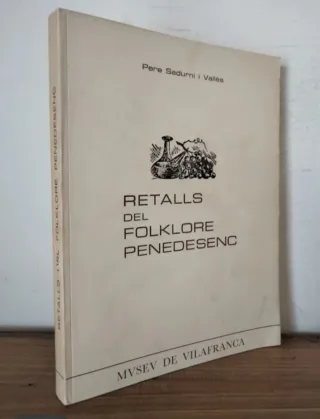 Pere Sadurní i Vallès
RETALLS
DEL
FOLKLORE
PENEDESENC
MVSEV DE VILAFRANCA
RETALLS DEL FOLKLORE PENEDESENC